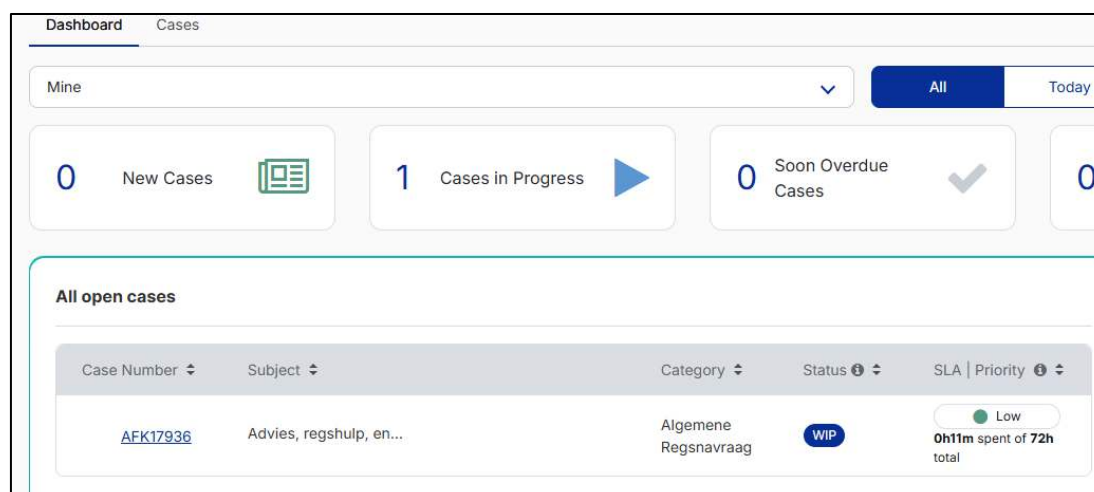 Dashboard Cases
Mine
All Today
0 New Cases
1 Cases in Progress
0 Soon Overdue
Cases
0
All open cases
Case Number Subject Category Status SLA | Priority
AFK17936 Advies, regshulp, en... Algemene
Regsnavraag WIP Low
0h11m spent of 72h
total